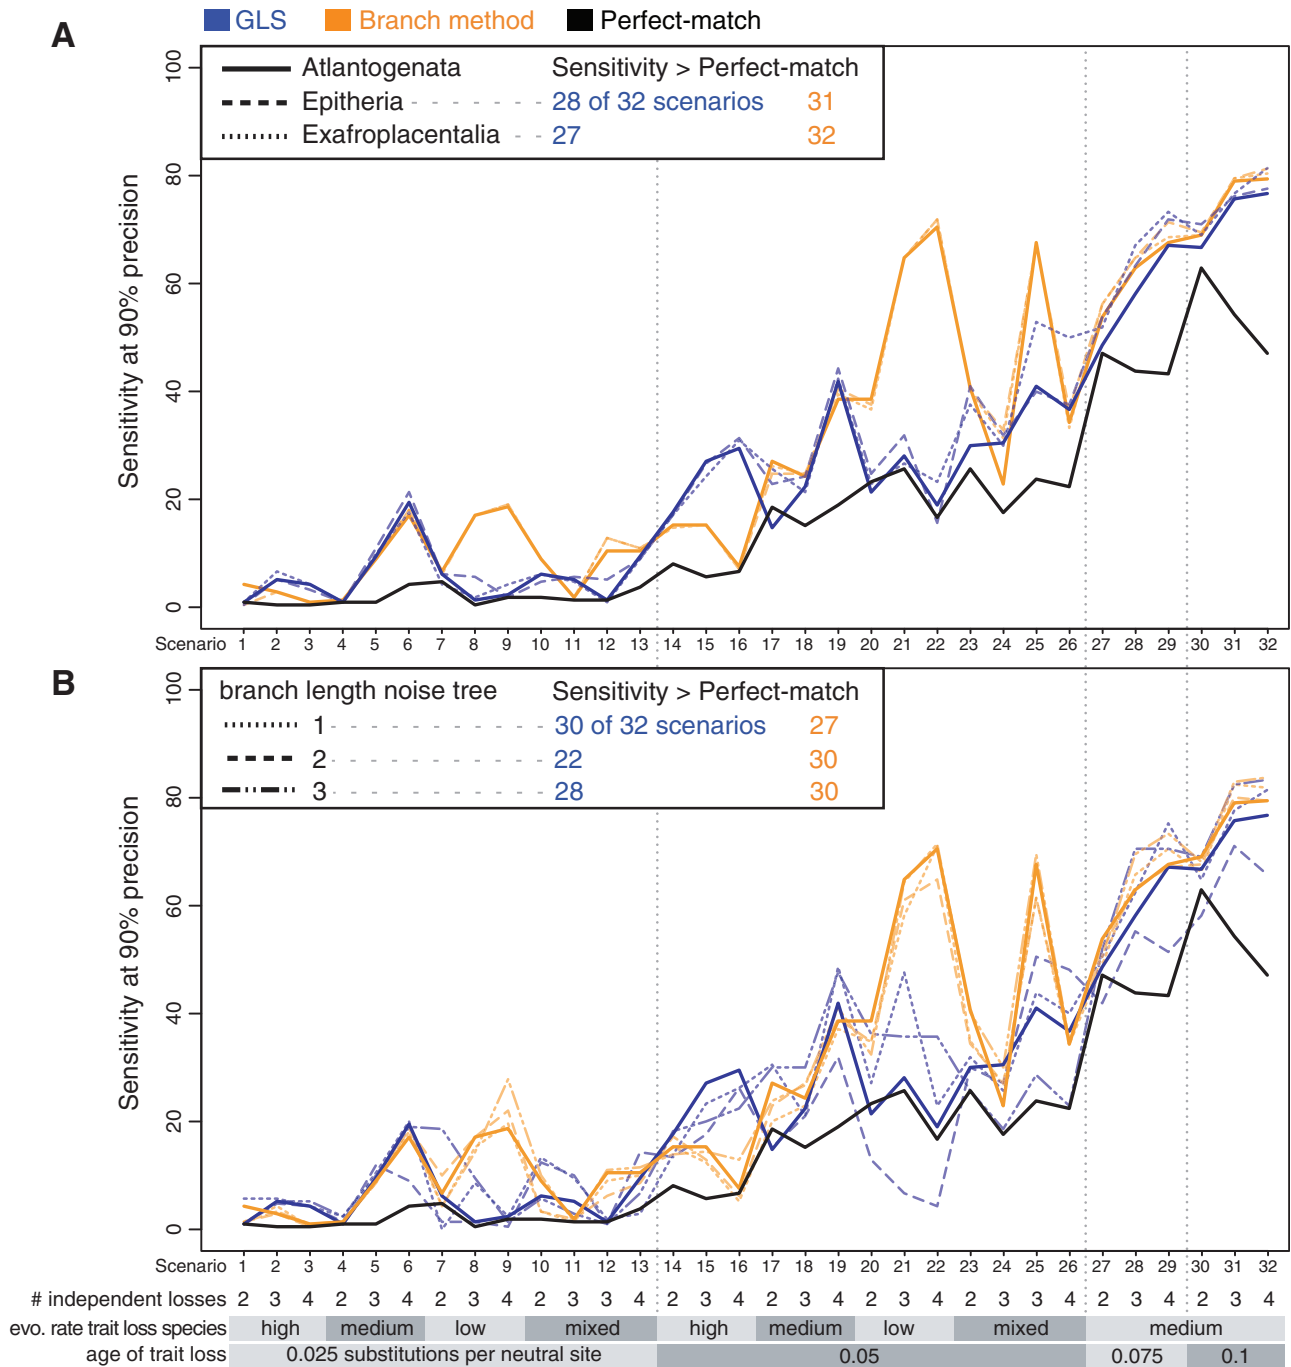 GLS Branch method Perfect-match
A
Atlantogenata Sensitivity > Perfect-match
Epitheria 28 of 32 scenarios 31
Exafroplacentalia 27 32
Sensitivity at 90% precision
100
80
60
40
20
0
Scenario 1 2 3 4 5 6 7 8 9 10 11 12 13 14 15 16 17 18 19 20 21 22 23 24 25 26 27 28 29 30 31 32
B
branch length noise tree Sensitivity > Perfect-match
1 30 of 32 scenarios 27
2 22 30
3 28 30
Sensitivity at 90% precision
100
80
60
40
20
0
Scenario 1 2 3 4 5 6 7 8 9 10 11 12 13 14 15 16 17 18 19 20 21 22 23 24 25 26 27 28 29 30 31 32
# independent losses 2 3 4 2 3 4 2 3 4 2 3 3 4 2 3 4 2 3 4 2 3 4 2 3 3 4 2 3 4 2 3 4
evo. rate trait loss species high medium low mixed high medium low mixed medium
age of trait loss 0.025 substitutions per neutral site 0.05 0.075 0.1